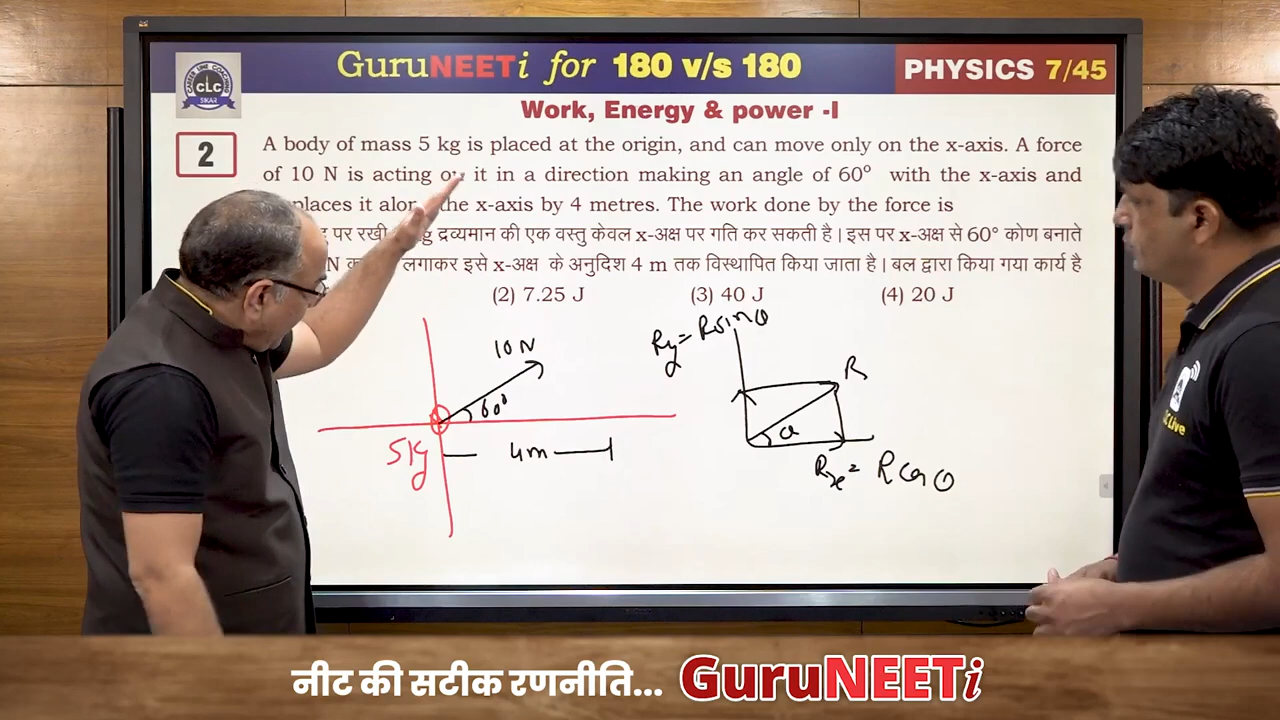 GuruNEETi for 180 v/s 180
PHYSICS 7/45
CLC
SIKAR
Work, Energy & power -I
2
A body of mass 5 kg is placed at the origin, and can move only on the x-axis. A force
of 10 N is acting on it in a direction making an angle of 60° with the x-axis and
places it along the x-axis by 4 metres. The work done by the force is
पर रखी kg द्रव्यमान की एक वस्तु केवल x-अक्ष पर गति कर सकती है। इस पर x-अक्ष से 60° कोण बनाते
N लगाकर इसे x-अक्ष के अनुदिश 4 m तक विस्थापित किया जाता है। बल द्वारा किया गया कार्य है
(2) 7.25 J (3) 40 J (4) 20 J
10 N
60°
5Kg
4m
Ry = R sin θ
R
Rx = R cos θ
Live
नीट की सटीक रणनीति... GuruNEETi